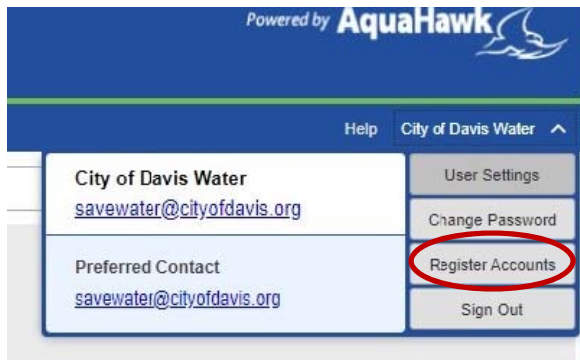 Powered by AquaHawk
Help City of Davis Water
City of Davis Water
savewater@cityofdavis.org
Preferred Contact
savewater@cityofdavis.org
User Settings
Change Password
Register Accounts
Sign Out